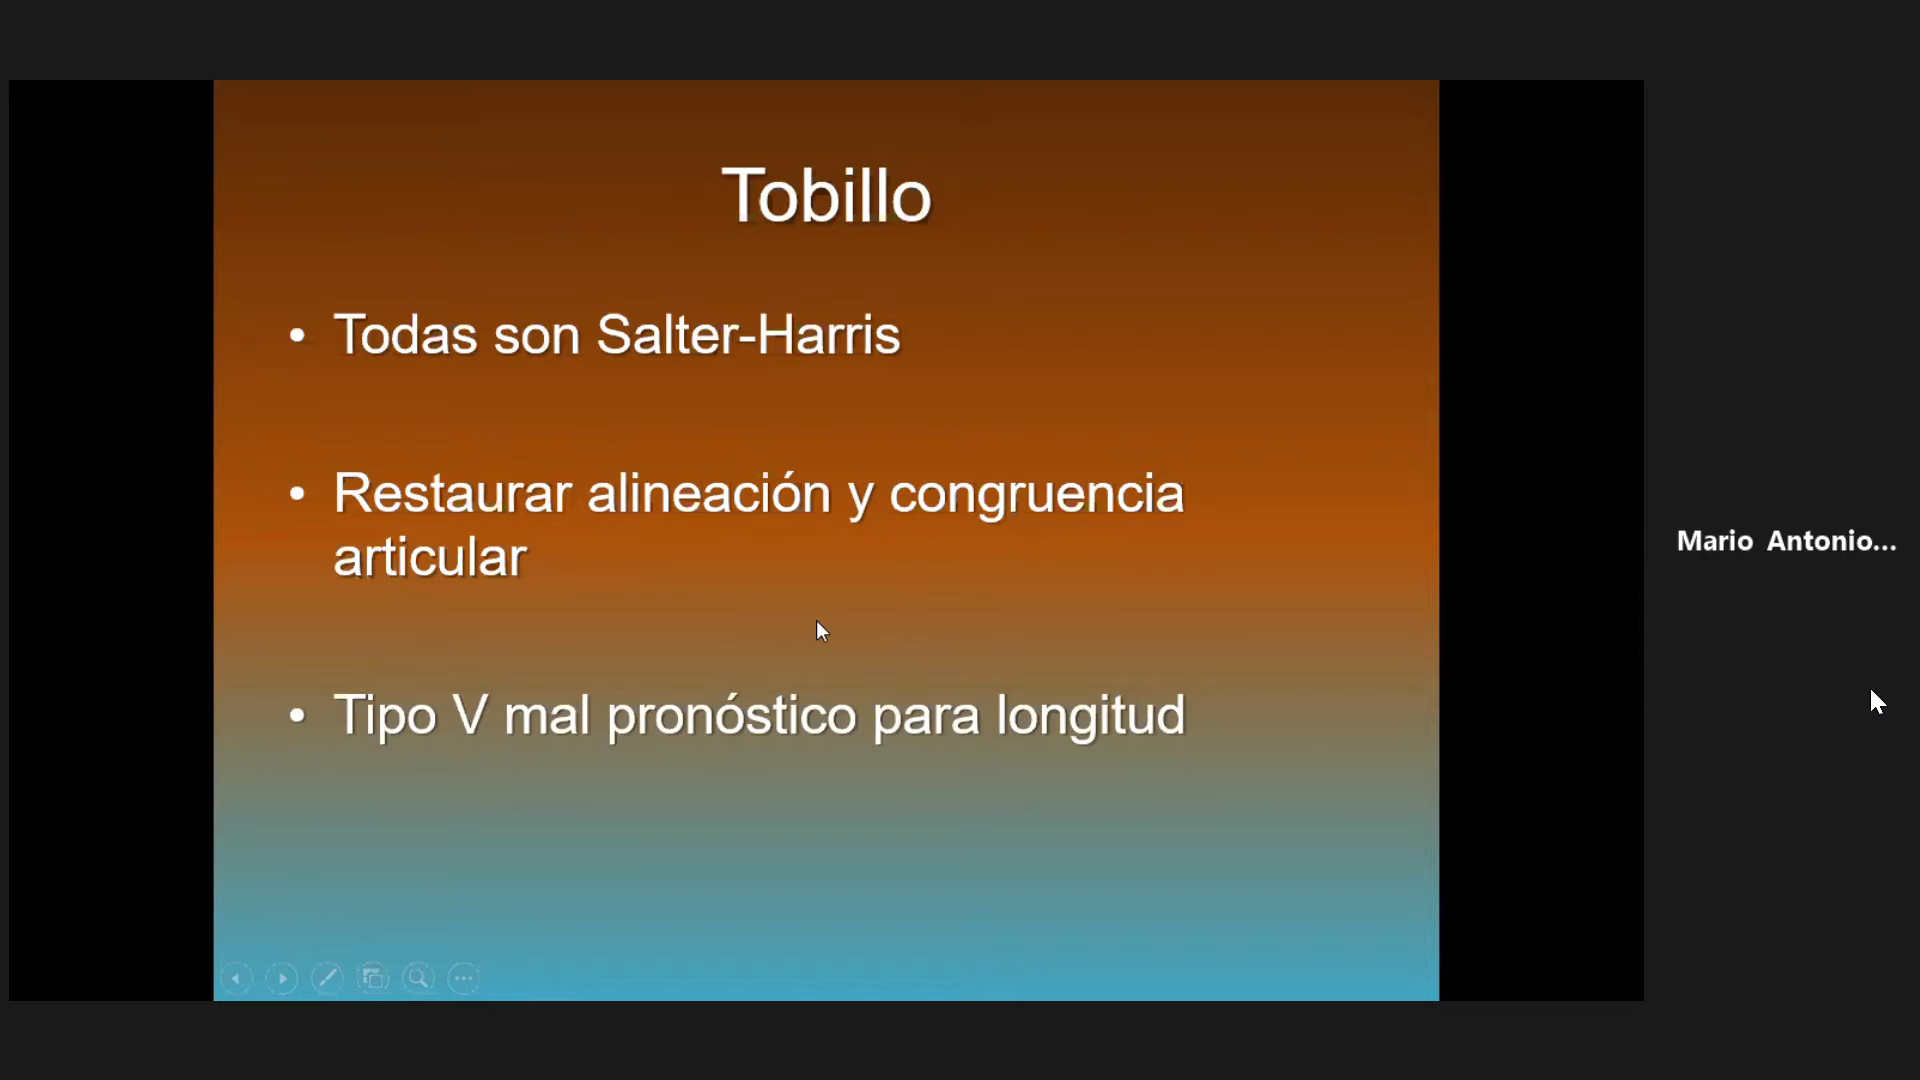 Tobillo
• Todas son Salter-Harris
• Restaurar alineación y congruencia
articular
• Tipo V mal pronóstico para longitud
Mario Antonio...